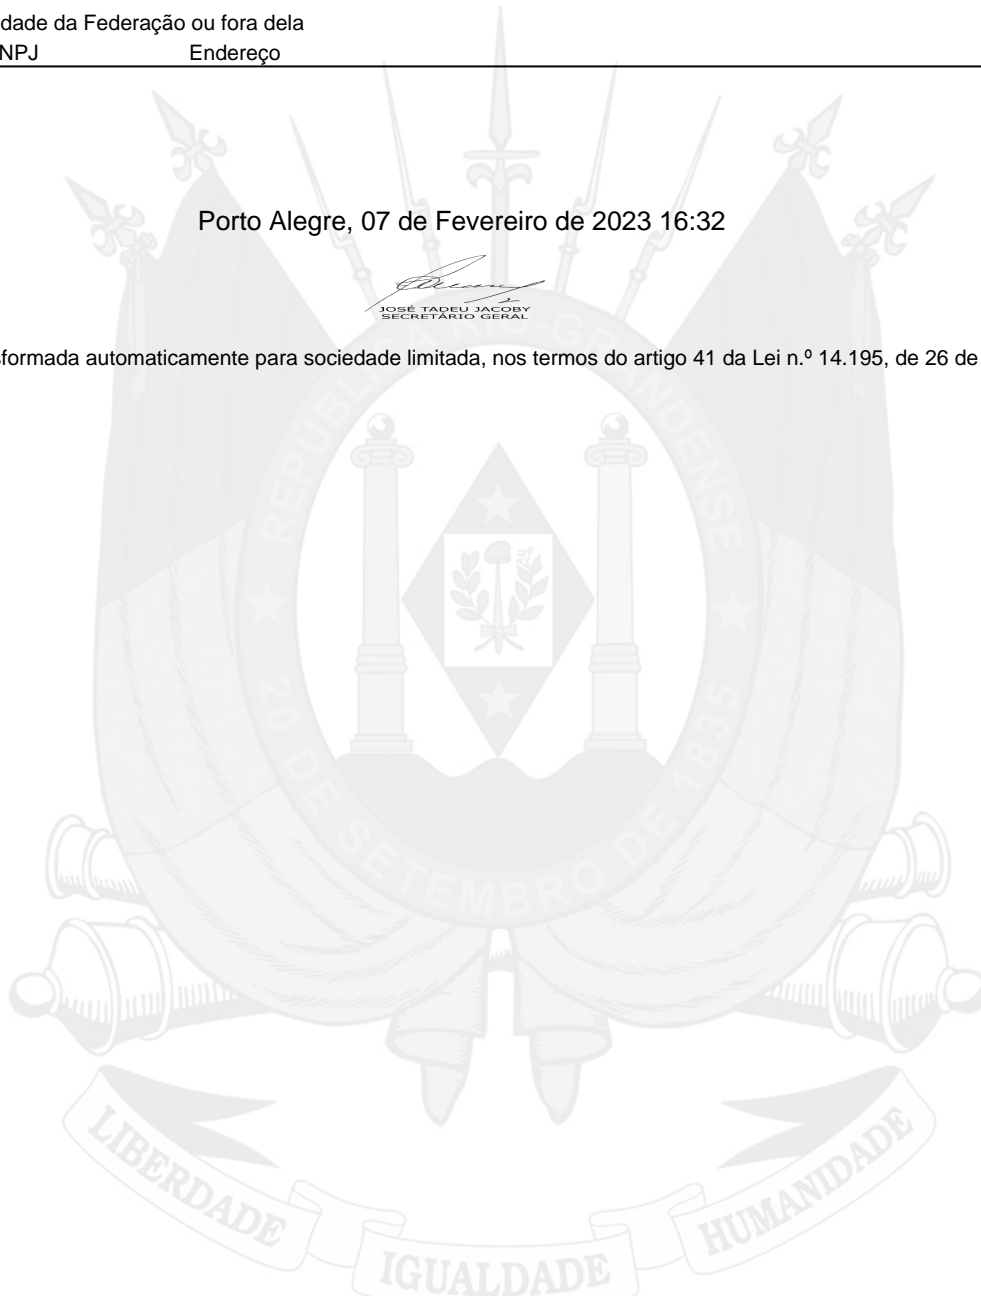 dade da Federação ou fora dela
NPJ Endereço
Porto Alegre, 07 de Fevereiro de 2023 16:32
JOSÉ TADEU JACOBY
SECRETÁRIO GERAL
sformada automaticamente para sociedade limitada, nos termos do artigo 41 da Lei n.º 14.195, de 26 de
REPÚBLICA RIO-GRANDENSE
20 DE SETEMBRO DE 1835
LIBERDADE IGUALDADE HUMANIDADE